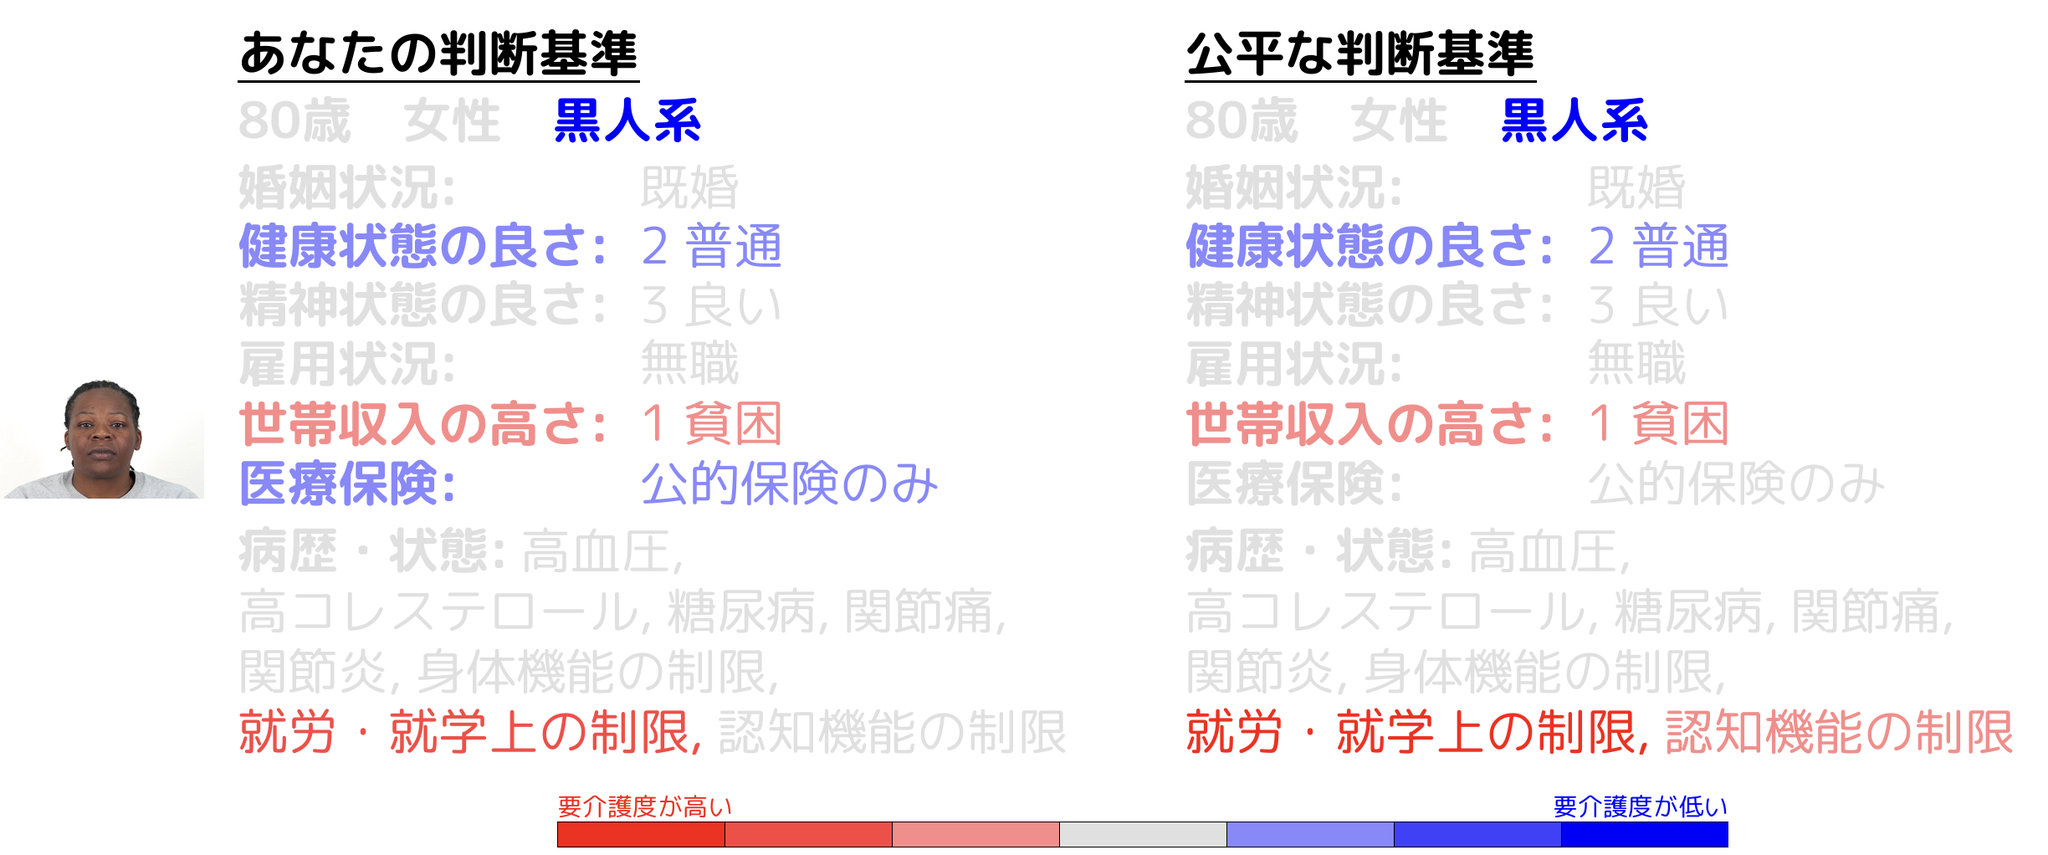 あなたの判断基準
80歳 女性 黒人系
婚姻状況: 既婚
健康状態の良さ: 2 普通
精神状態の良さ: 3 良い
雇用状況: 無職
世帯収入の高さ: 1 貧困
医療保険: 公的保険のみ
病歴・状態: 高血圧,
高コレステロール, 糖尿病, 関節痛,
関節炎, 身体機能の制限,
就労・就学上の制限, 認知機能の制限
公平な判断基準
80歳 女性 黒人系
婚姻状況: 既婚
健康状態の良さ: 2 普通
精神状態の良さ: 3 良い
雇用状況: 無職
世帯収入の高さ: 1 貧困
医療保険: 公的保険のみ
病歴・状態: 高血圧,
高コレステロール, 糖尿病, 関節痛,
関節炎, 身体機能の制限,
就労・就学上の制限, 認知機能の制限
要介護度が高い
要介護度が低い